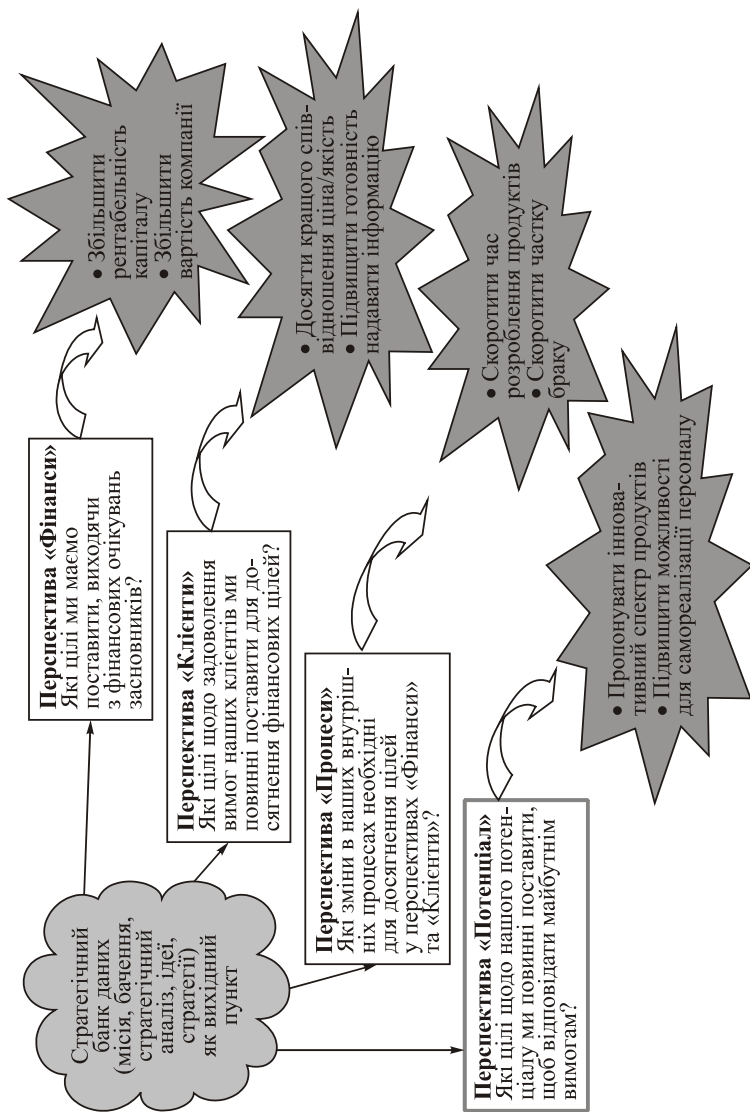 Стратегічний
банк даних
(місія, бачення,
стратегічний
аналіз, ідеї,
стратегії)
як вихідний
пункт
Перспектива «Фінанси»
Які цілі ми маємо
поставити, виходячи
з фінансових очікувань
засновників?
• Збільшити
рентабельність
капіталу
• Збільшити
вартість компанії
Перспектива «Клієнти»
Які цілі щодо задоволення
вимог наших клієнтів ми
повинні поставити для до-
сягнення фінансових цілей?
• Досягти кращого спів-
відношення ціна/якість
• Підвищити готовність
надавати інформацію
Перспектива «Процеси»
Які зміни в наших внутріш-
ніх процесах необхідні
для досягнення цілей
у перспективах «Фінанси»
та «Клієнти»?
• Скоротити час
розроблення продуктів
• Скоротити частку
браку
Перспектива «Потенціал»
Які цілі щодо нашого потен-
ціалу ми повинні поставити,
щоб відповідати майбутнім
вимогам?
• Пропонувати іннова-
тивний спектр продуктів
• Підвищити можливості
для самореалізації персоналу